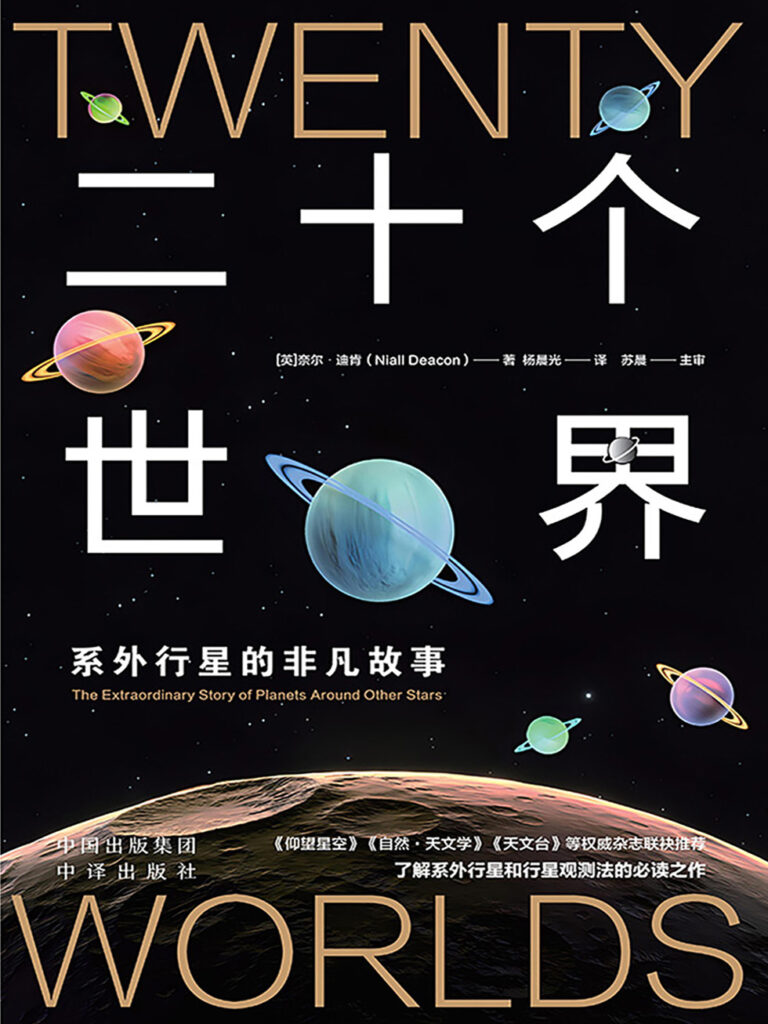 TWENTY
二十个
[英]奈尔·迪肯（Niall Deacon）——著 杨晨光——译 苏晨——主审
世界
系外行星的非凡故事
The Extraordinary Story of Planets Around Other Stars
中国出版集团
中译出版社
《仰望星空》《自然·天文学》《天文台》等权威杂志联袂推荐
了解系外行星和行星观测法的必读之作
WORLDS